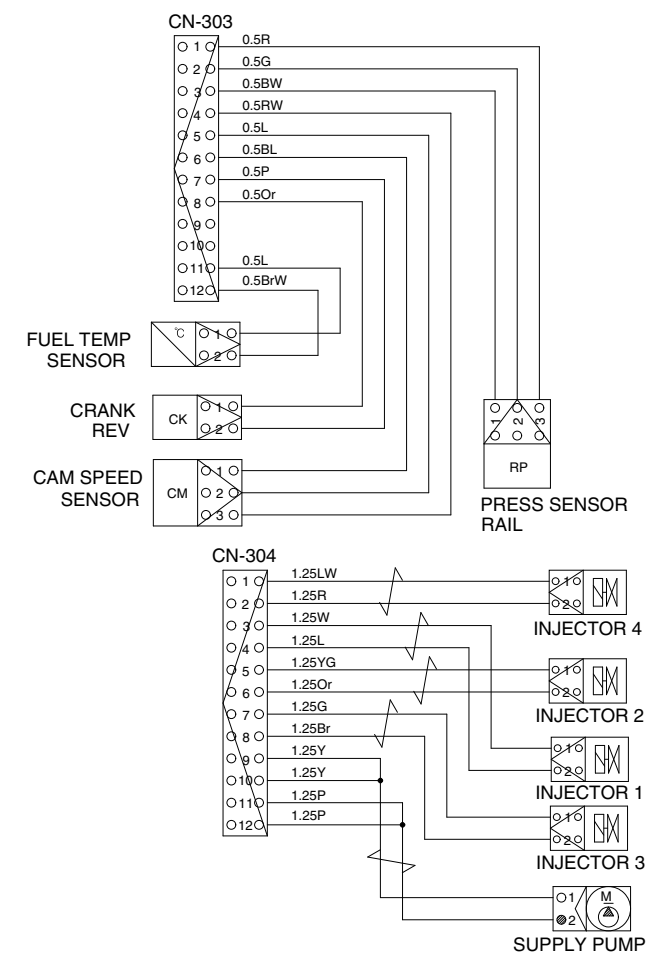 CN-303
1 0.5R
2 0.5G
3 0.5BW
4 0.5RW
5 0.5L
6 0.5BL
7 0.5P
8 0.5Or
9
10
11 0.5L
12 0.5BrW
FUEL TEMP
SENSOR
°C
1
2
CRANK
REV
CK
1
2
CAM SPEED
SENSOR
CM
1
2
3
1 2 3
RP
PRESS SENSOR
RAIL
CN-304
1 1.25LW
2 1.25R
3 1.25W
4 1.25L
5 1.25YG
6 1.25Or
7 1.25G
8 1.25Br
9 1.25Y
10 1.25Y
11 1.25P
12 1.25P
1
2
INJECTOR 4
1
2
INJECTOR 2
1
2
INJECTOR 1
1
2
INJECTOR 3
1
2
M
SUPPLY PUMP